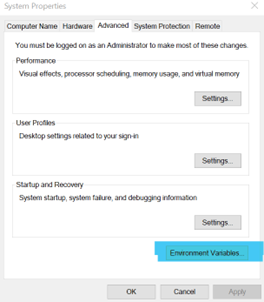 System Properties
Computer Name Hardware Advanced System Protection Remote
You must be logged on as an Administrator to make most of these changes.
Performance
Visual effects, processor scheduling, memory usage, and virtual memory
Settings...
User Profiles
Desktop settings related to your sign-in
Settings...
Startup and Recovery
System startup, system failure, and debugging information
Settings...
Environment Variables...
OK Cancel Apply